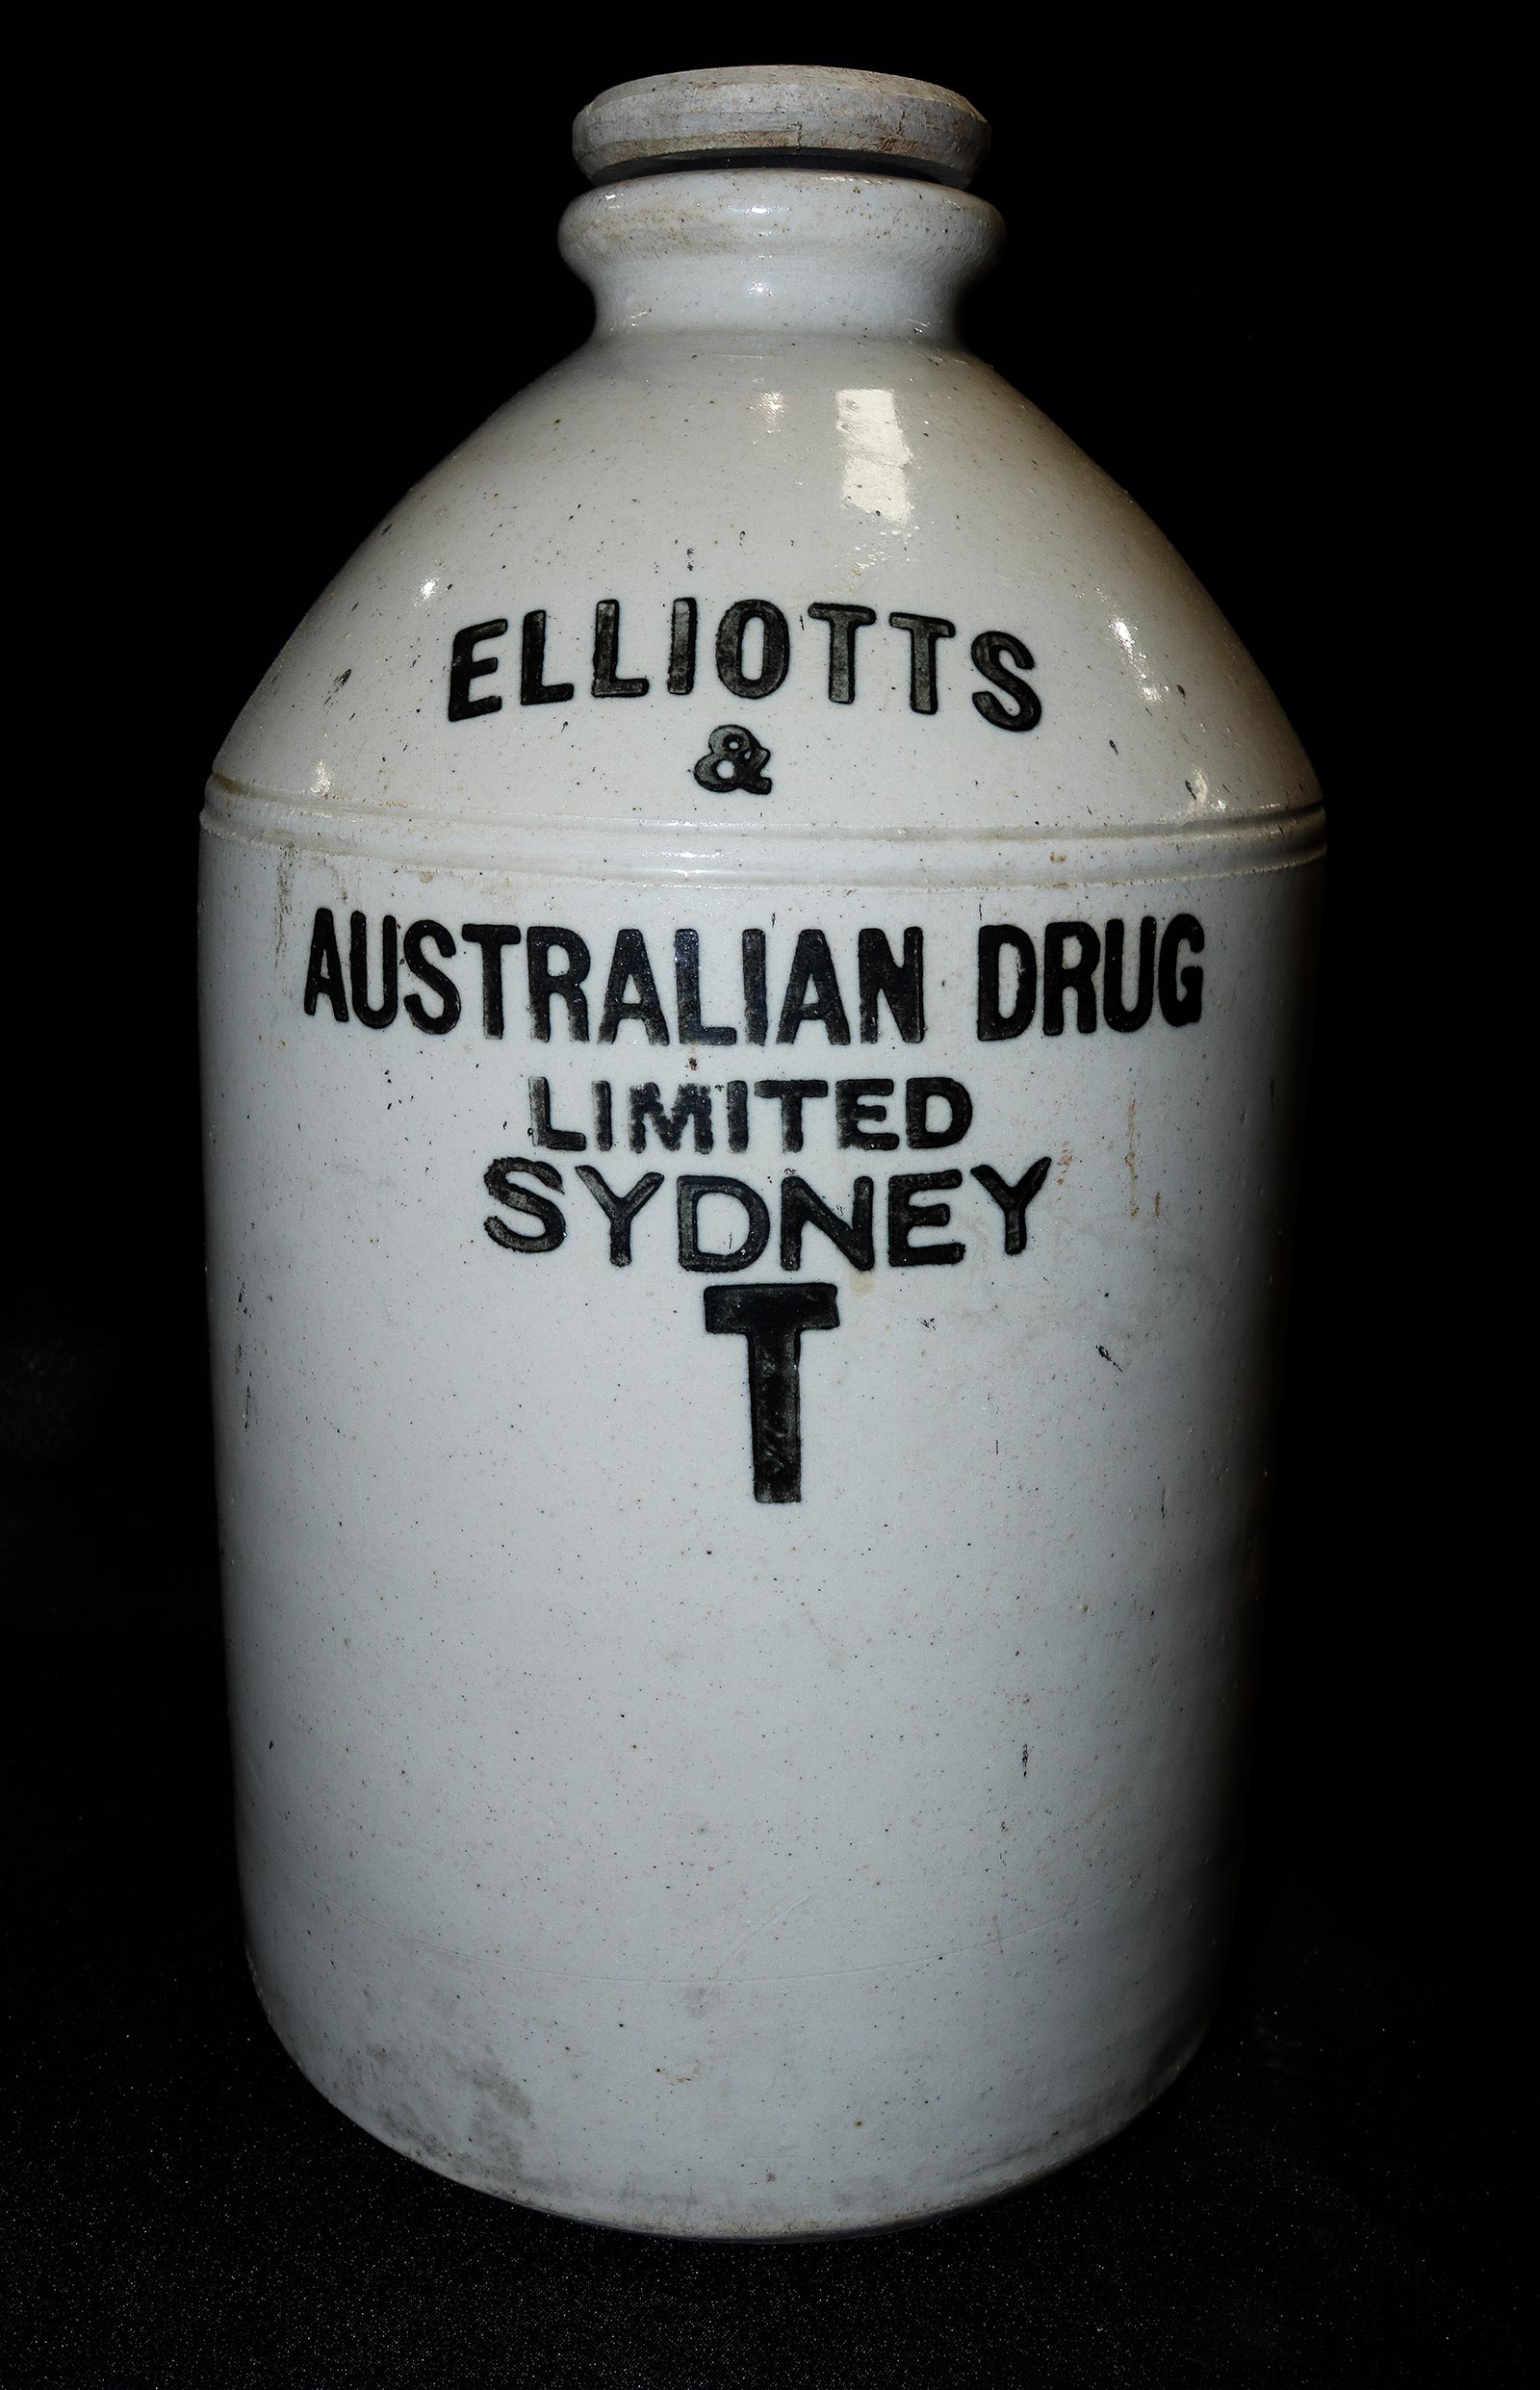 ELLIOTTS
&
AUSTRALIAN DRUG
LIMITED
SYDNEY
T